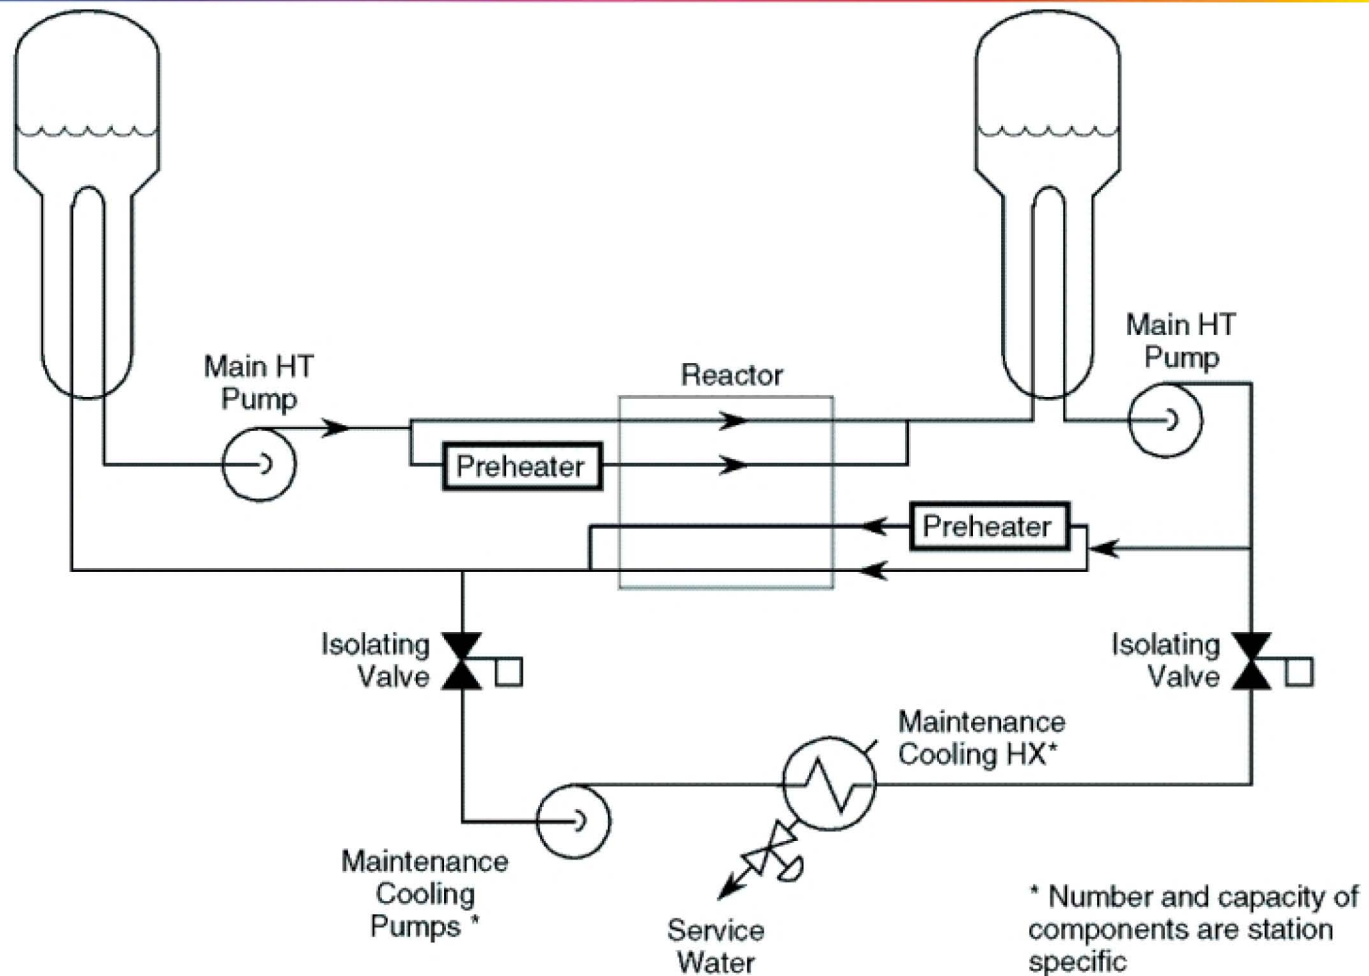 Main HT
Pump
Main HT
Pump
Reactor
Preheater
Preheater
Isolating
Valve
Isolating
Valve
Maintenance
Cooling HX*
Maintenance
Cooling
Pumps *
Service
Water
* Number and capacity of
components are station
specific